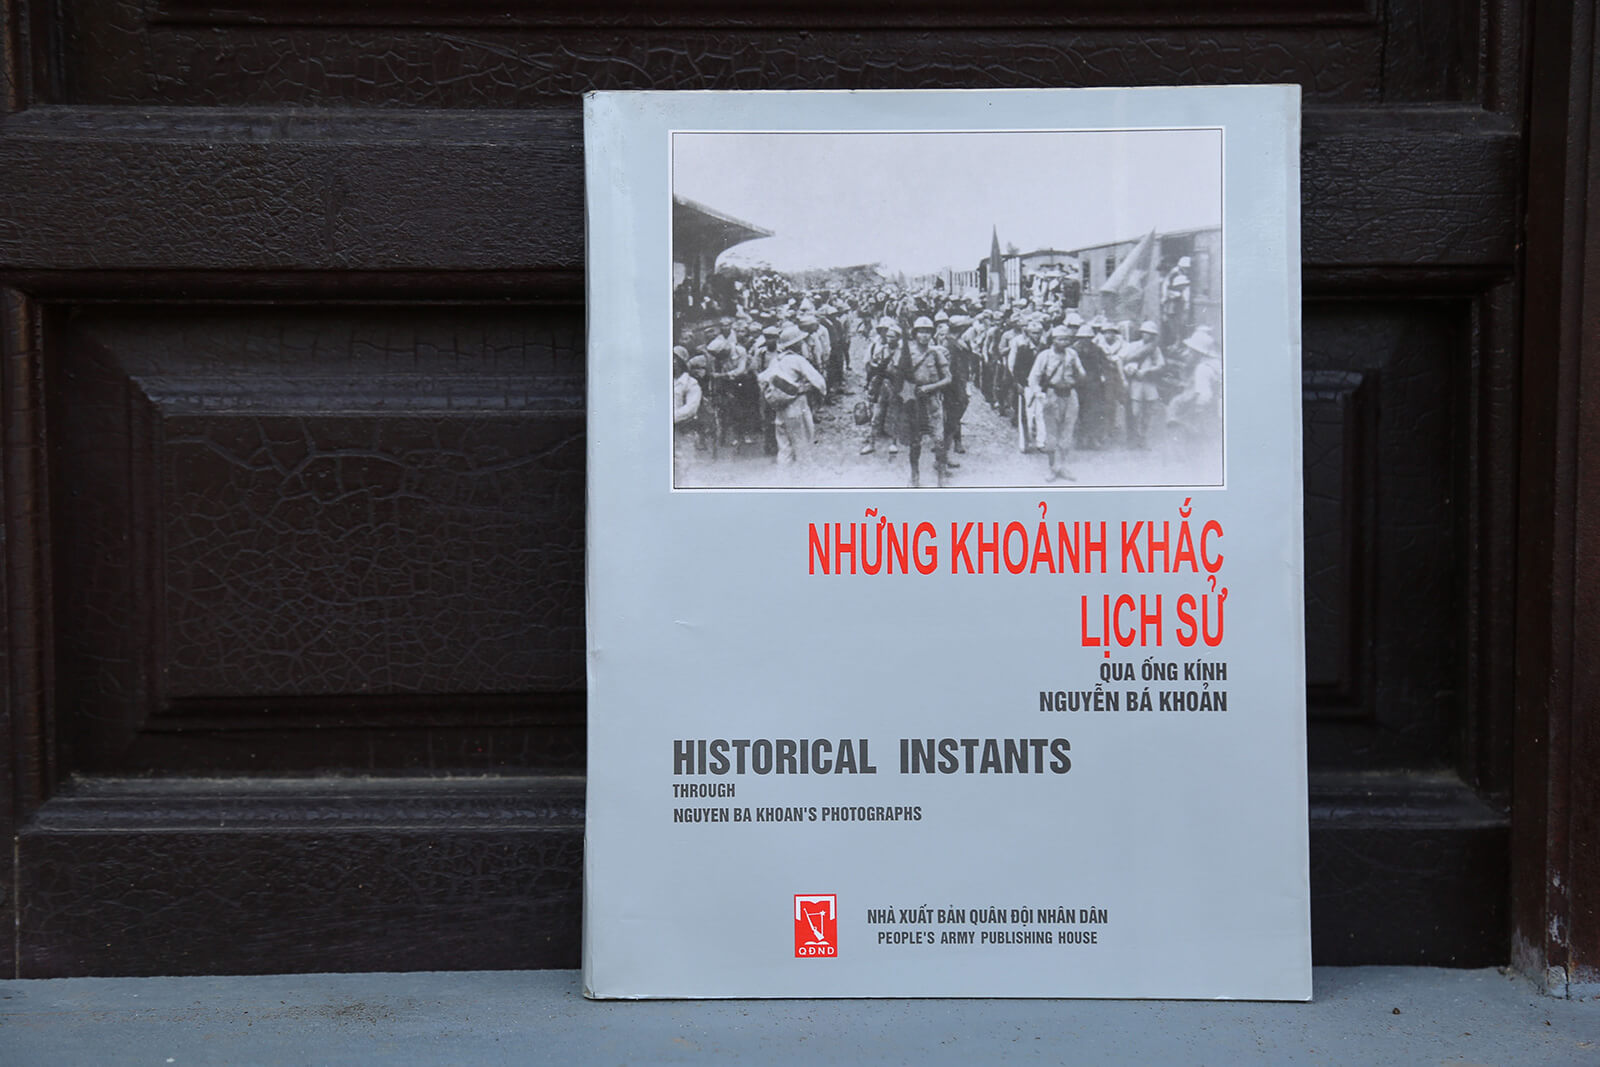 NHỮNG KHOẢNH KHẮC
LỊCH SỬ
QUA ỐNG KÍNH
NGUYỄN BÁ KHOẢN
HISTORICAL INSTANTS
THROUGH
NGUYEN BA KHOAN'S PHOTOGRAPHS
QĐND
NHÀ XUẤT BẢN QUÂN ĐỘI NHÂN DÂN
PEOPLE'S ARMY PUBLISHING HOUSE